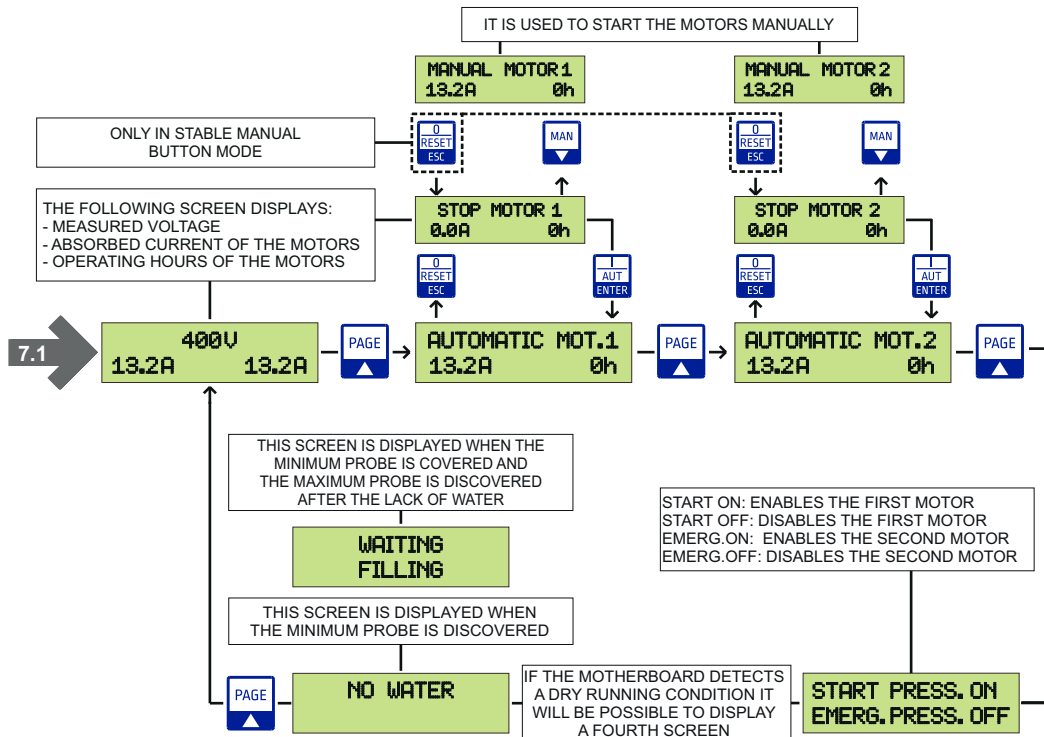 IT IS USED TO START THE MOTORS MANUALLY
MANUAL MOTOR 1
13.2A 0h
MANUAL MOTOR 2
13.2A 0h
ONLY IN STABLE MANUAL
BUTTON MODE
0
RESET
ESC
MAN
0
RESET
ESC
MAN
THE FOLLOWING SCREEN DISPLAYS:
- MEASURED VOLTAGE
- ABSORBED CURRENT OF THE MOTORS
- OPERATING HOURS OF THE MOTORS
STOP MOTOR 1
0.0A 0h
STOP MOTOR 2
0.0A 0h
0
RESET
ESC
I
AUT
ENTER
0
RESET
ESC
I
AUT
ENTER
7.1
400V
13.2A 13.2A
PAGE
AUTOMATIC MOT.1
13.2A 0h
PAGE
AUTOMATIC MOT.2
13.2A 0h
PAGE
THIS SCREEN IS DISPLAYED WHEN THE
MINIMUM PROBE IS COVERED AND
THE MAXIMUM PROBE IS DISCOVERED
AFTER THE LACK OF WATER
WAITING
FILLING
START ON: ENABLES THE FIRST MOTOR
START OFF: DISABLES THE FIRST MOTOR
EMERG.ON: ENABLES THE SECOND MOTOR
EMERG.OFF: DISABLES THE SECOND MOTOR
THIS SCREEN IS DISPLAYED WHEN
THE MINIMUM PROBE IS DISCOVERED
PAGE
NO WATER
IF THE MOTHERBOARD DETECTS
A DRY RUNNING CONDITION IT
WILL BE POSSIBLE TO DISPLAY
A FOURTH SCREEN
START PRESS. ON
EMERG. PRESS. OFF